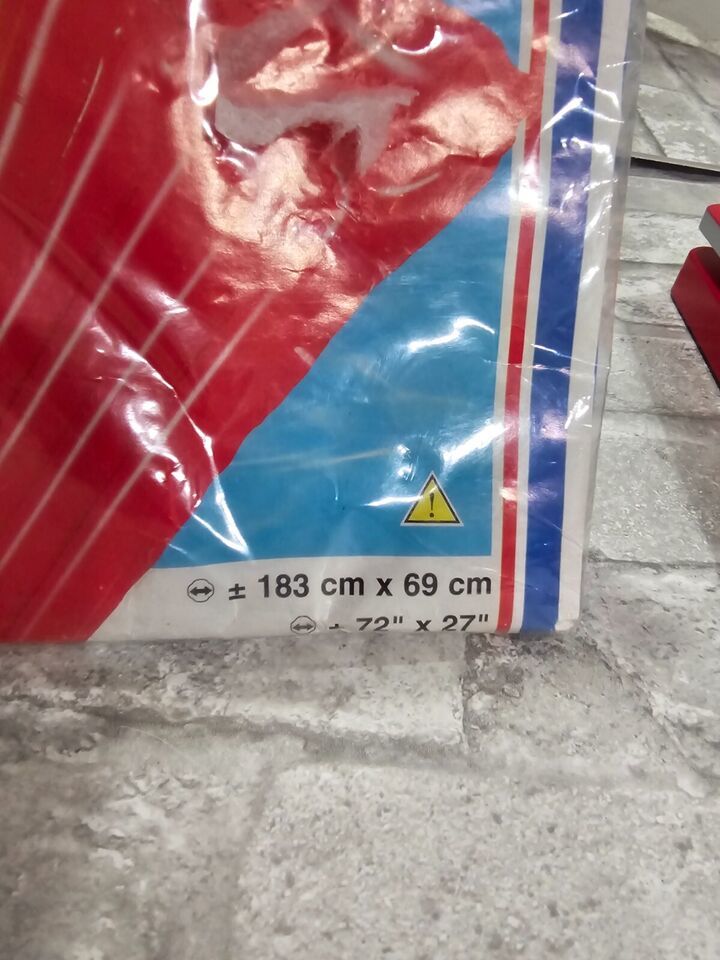 ± 183 cm x 69 cm
± 72" x 27"